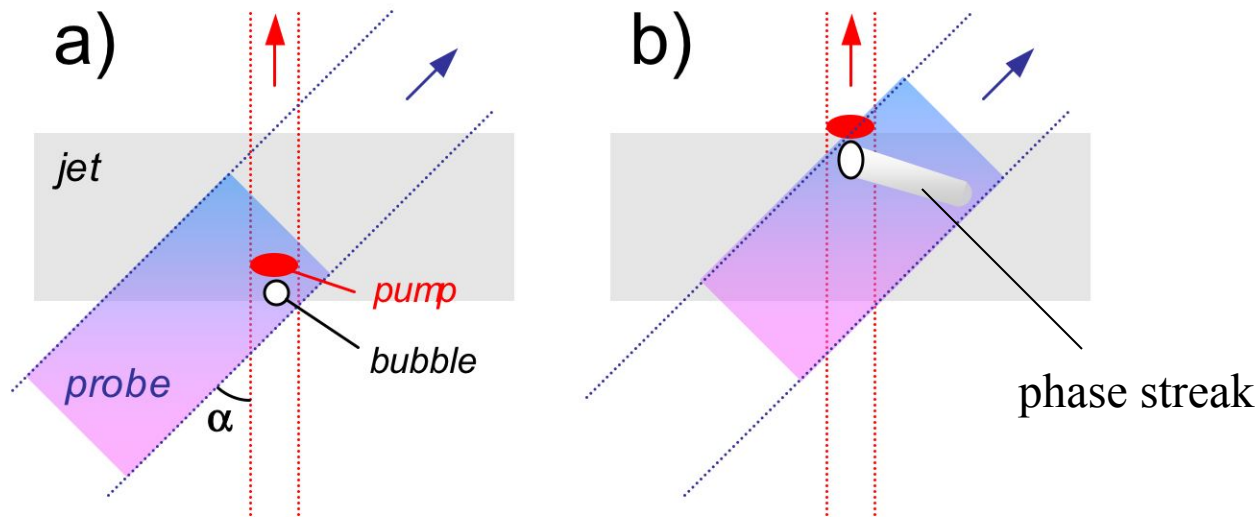 a)
jet
pump
bubble
probe
α
b)
phase streak